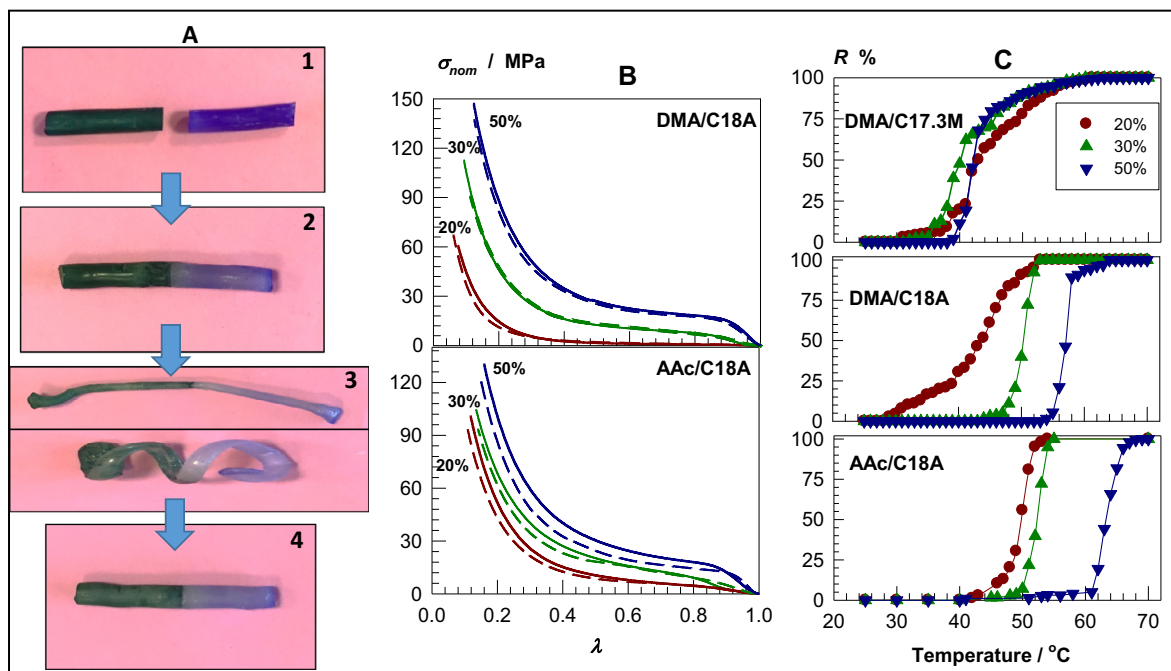 A
1
2
3
4
σnom / MPa
B
150
120
90
60
30
0
50%
30%
20%
DMA/C18A
120
90
60
30
0
50%
30%
20%
AAc/C18A
0.0 0.2 0.4 0.6 0.8 1.0
λ
R %
C
100
75
50
25
0
DMA/C17.3M
20%
30%
50%
100
75
50
25
0
DMA/C18A
100
75
50
25
0
AAc/C18A
20 30 40 50 60 70
Temperature / °C